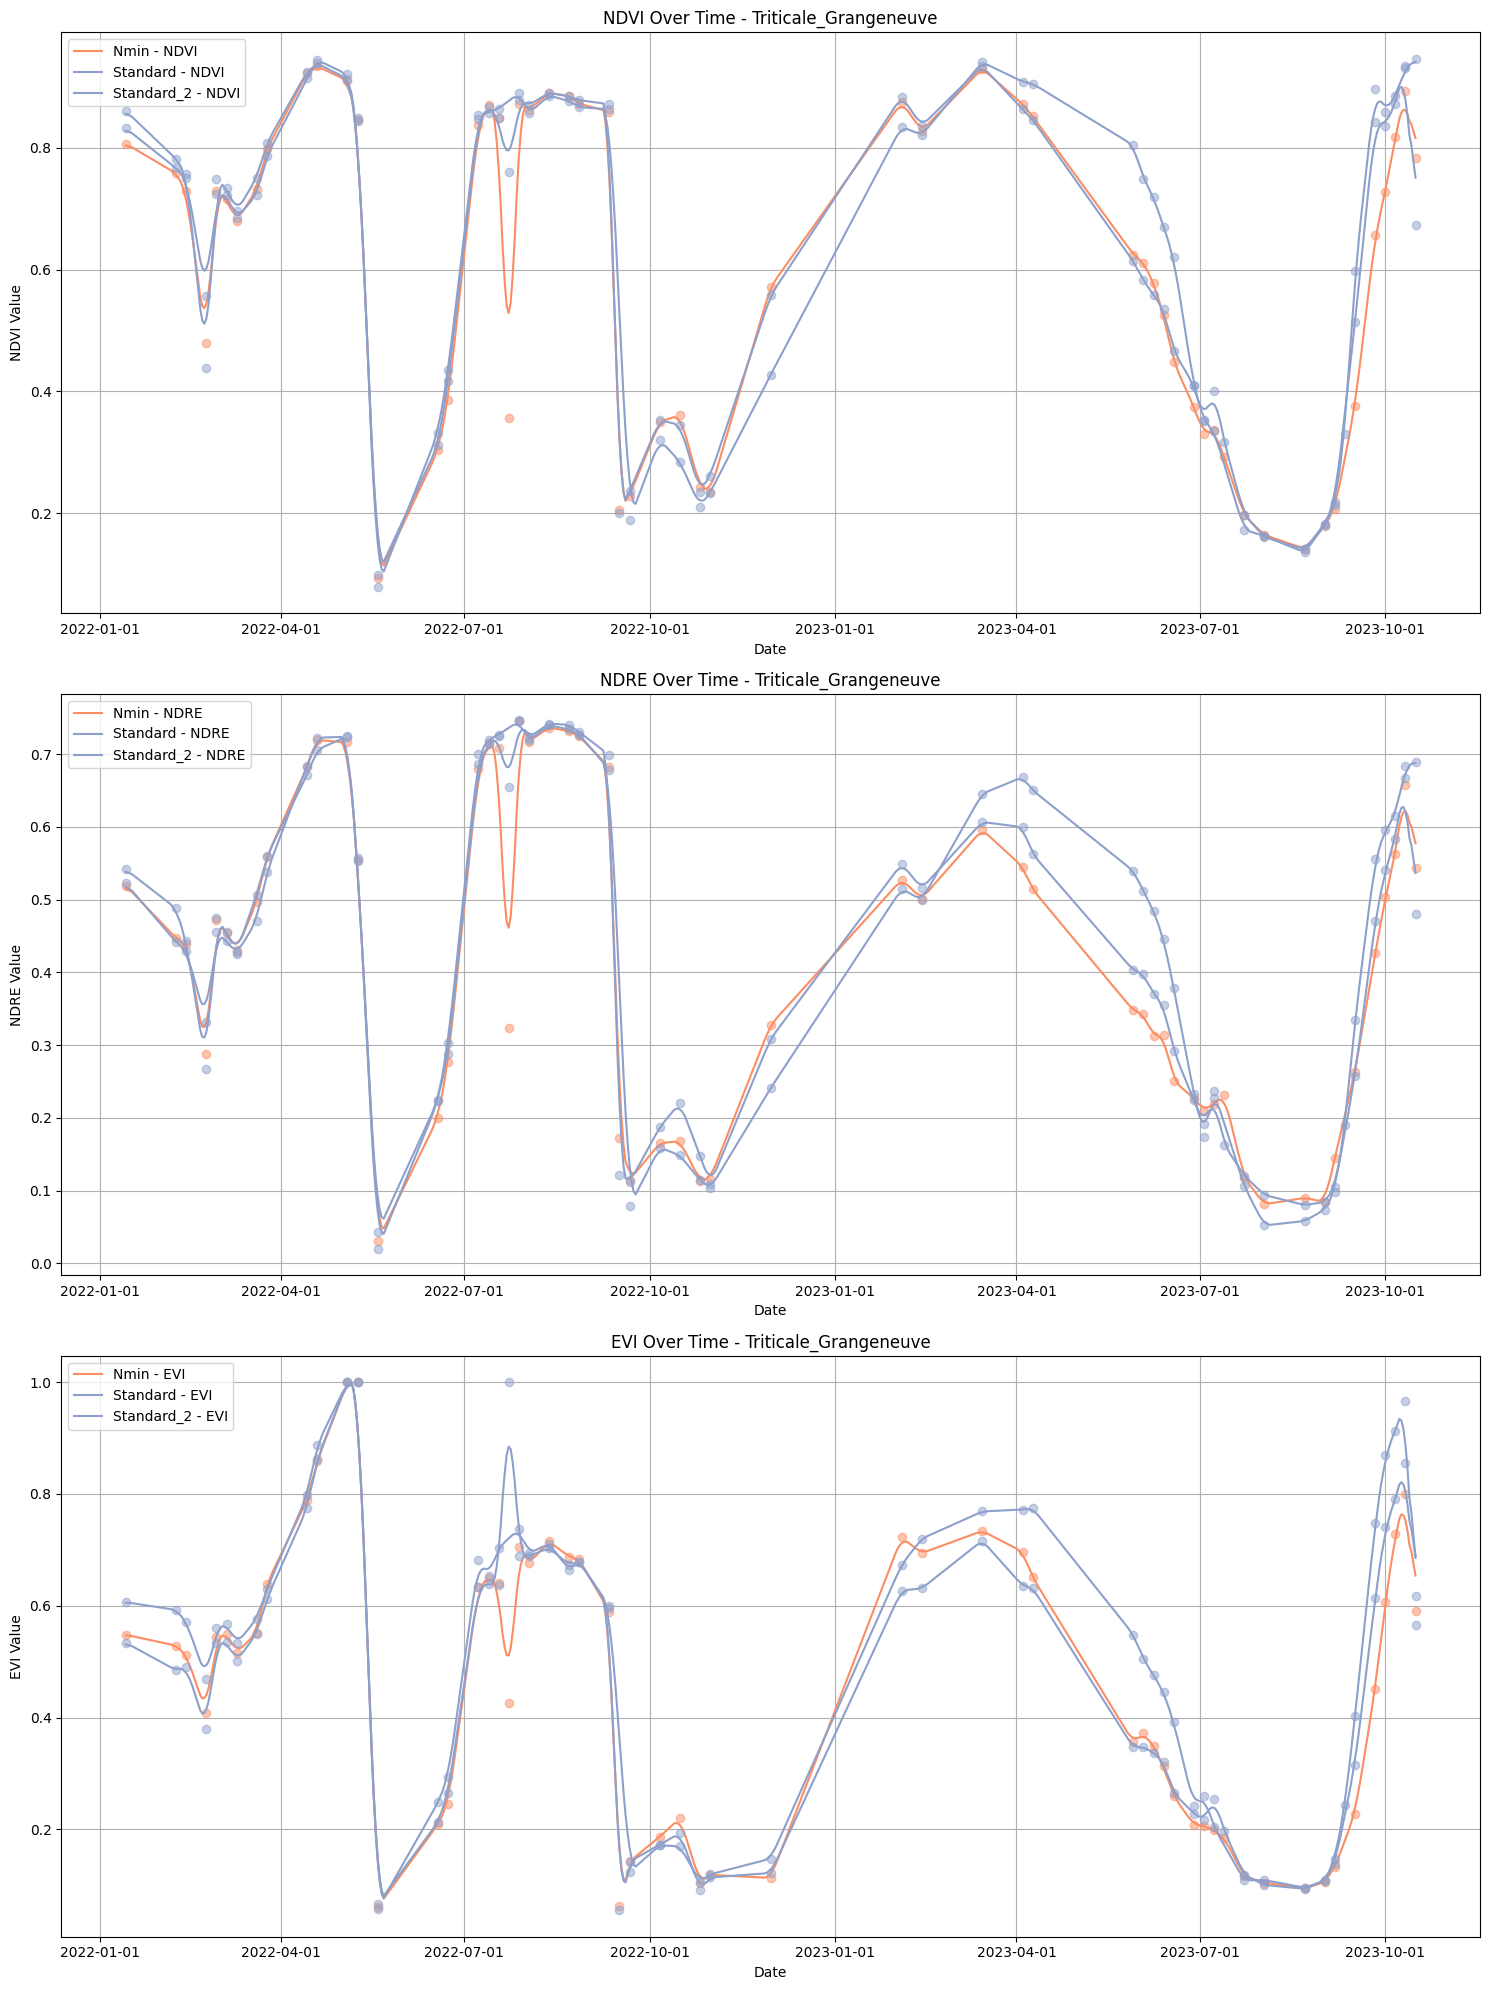 NDVI Over Time - Triticale_Grangeneuve
Nmin - NDVI
Standard - NDVI
Standard_2 - NDVI
NDVI Value
0.8
0.6
0.4
0.2
2022-01-01 2022-04-01 2022-07-01 2022-10-01 2023-01-01 2023-04-01 2023-07-01 2023-10-01
Date
NDRE Over Time - Triticale_Grangeneuve
Nmin - NDRE
Standard - NDRE
Standard_2 - NDRE
NDRE Value
0.7
0.6
0.5
0.4
0.3
0.2
0.1
0.0
2022-01-01 2022-04-01 2022-07-01 2022-10-01 2023-01-01 2023-04-01 2023-07-01 2023-10-01
Date
EVI Over Time - Triticale_Grangeneuve
Nmin - EVI
Standard - EVI
Standard_2 - EVI
EVI Value
1.0
0.8
0.6
0.4
0.2
2022-01-01 2022-04-01 2022-07-01 2022-10-01 2023-01-01 2023-04-01 2023-07-01 2023-10-01
Date